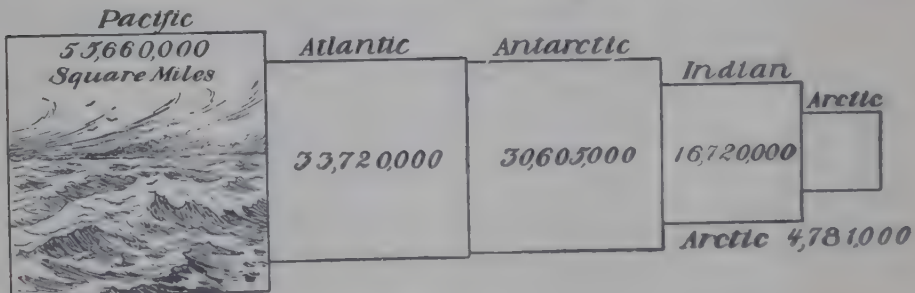 Pacific
55,660,000
Square Miles
Atlantic
33,720,000
Antarctic
30,605,000
Indian
16,720,000
Arctic
Arctic 4,781,000